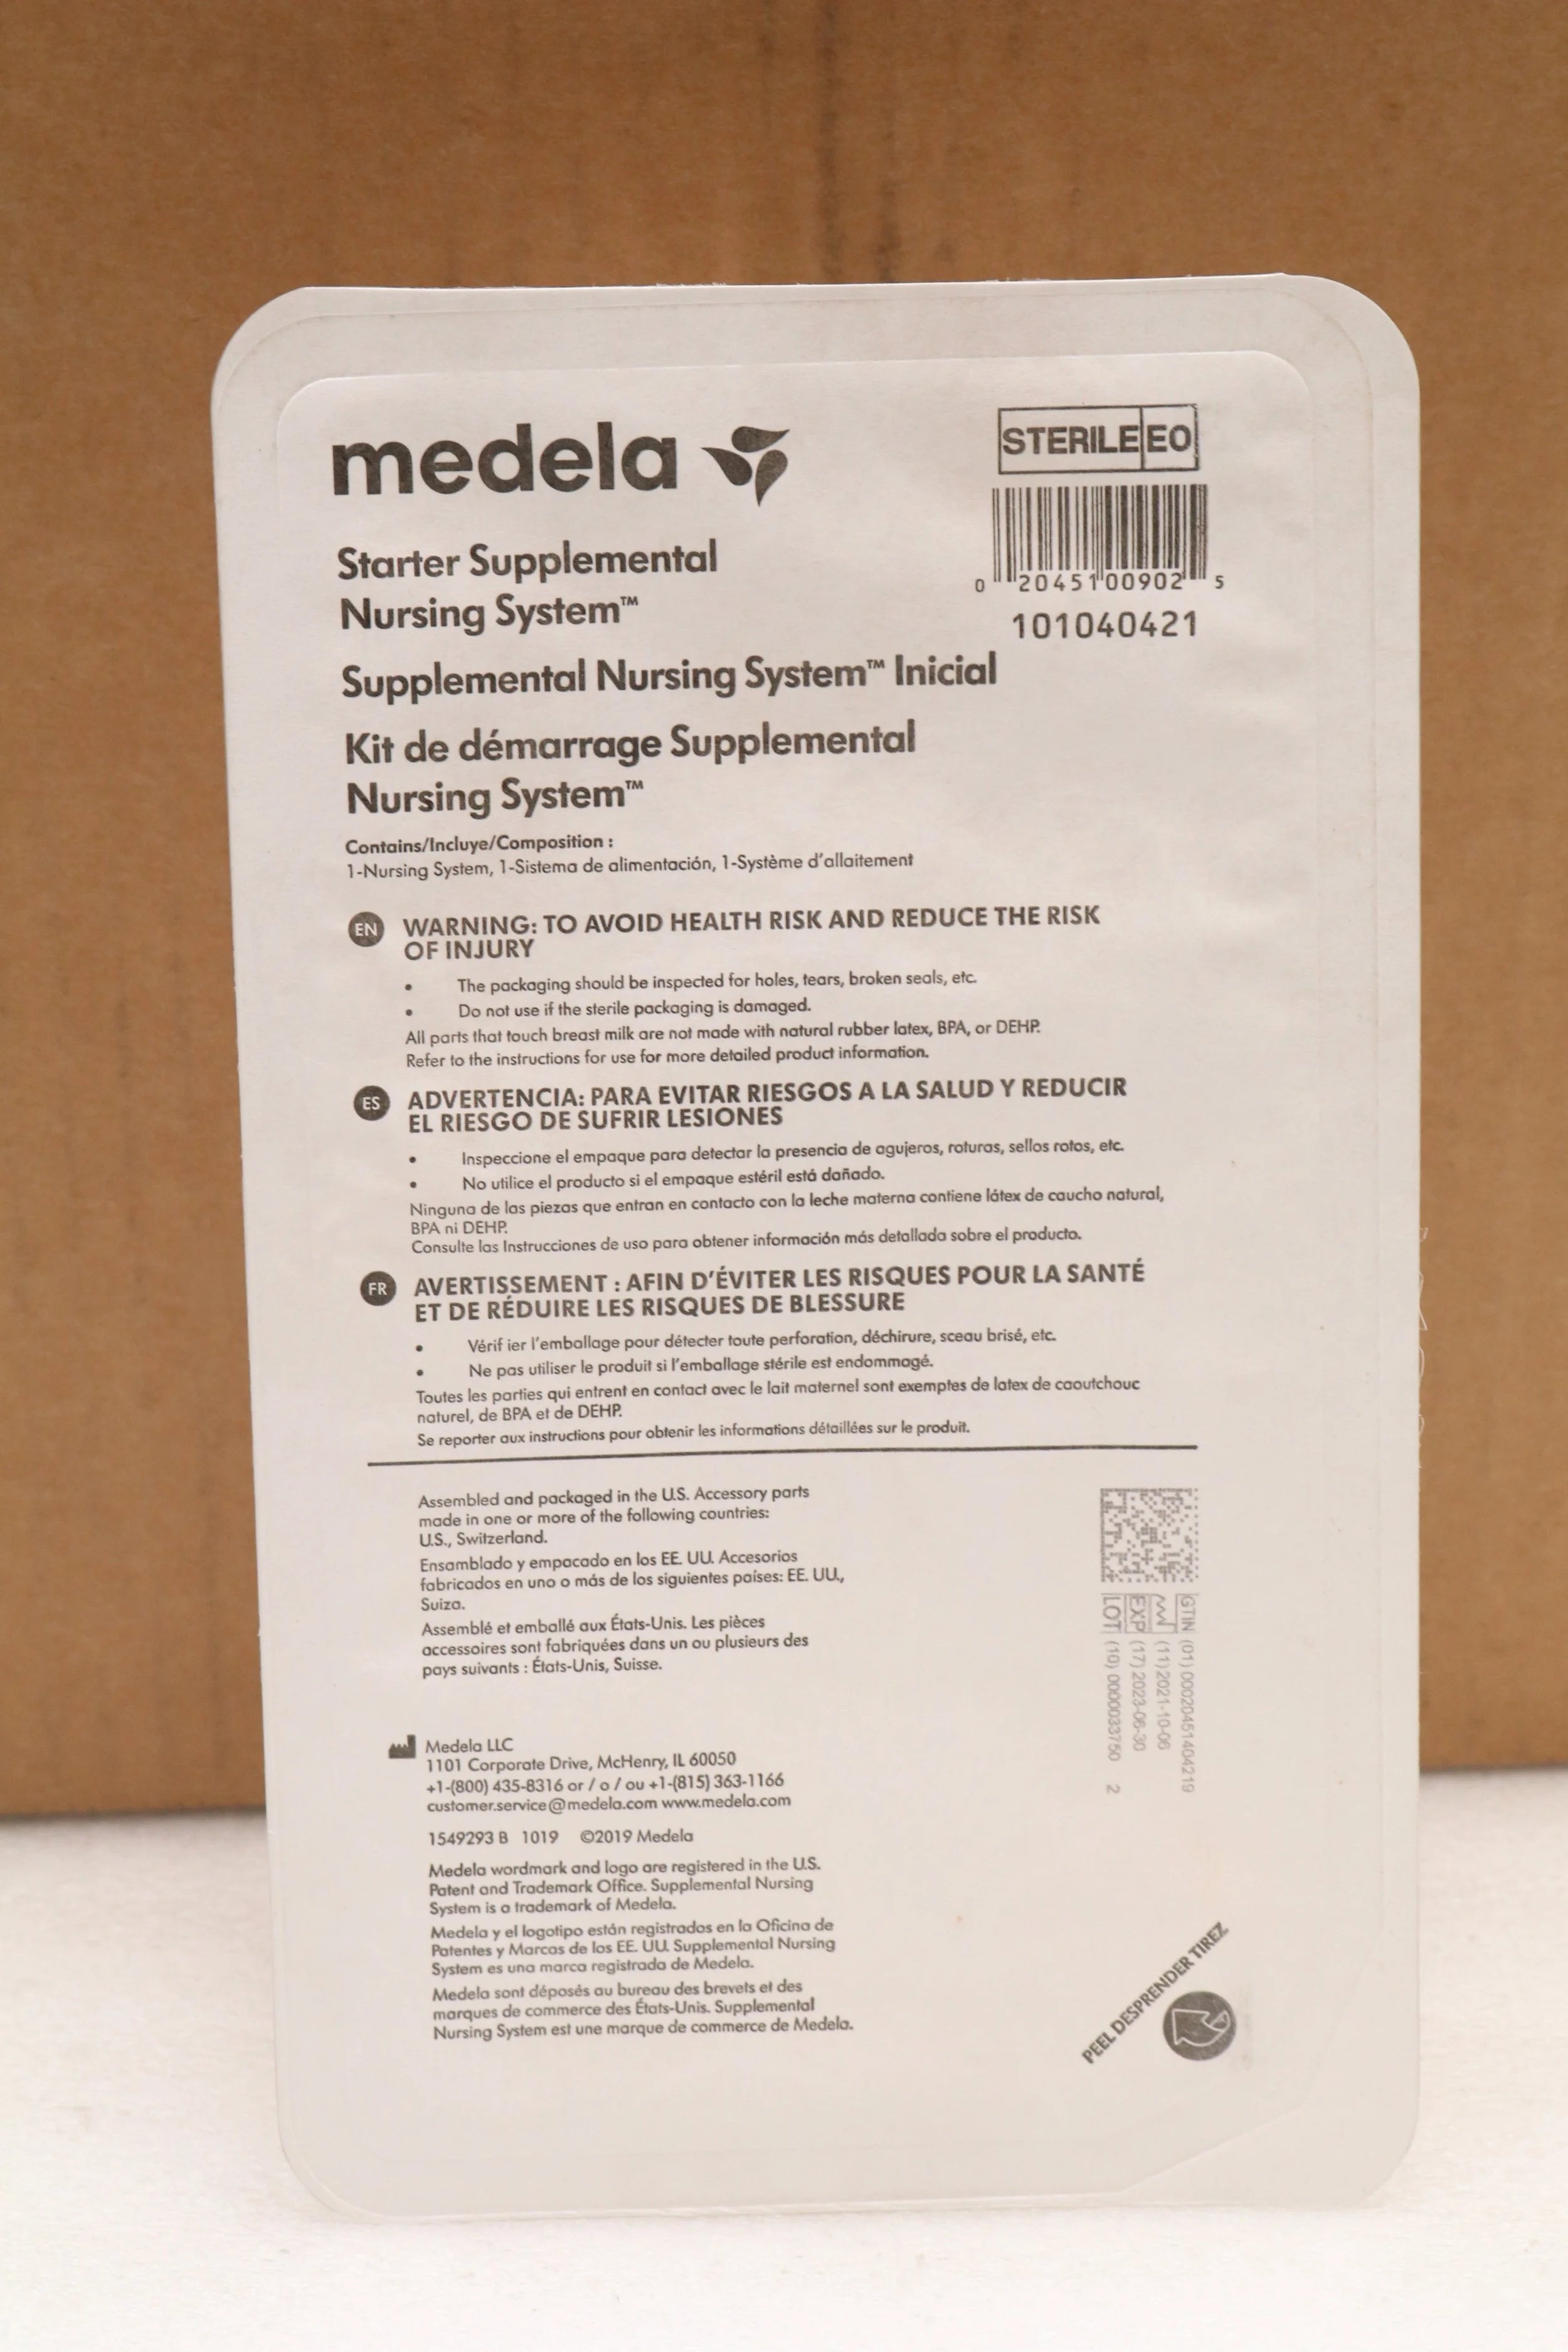 medela
STERILE EO
0 20451 00902 5
101040421
Starter Supplemental
Nursing System™
Supplemental Nursing System™ Inicial
Kit de démarrage Supplemental
Nursing System™
Contains/Incluye/Composition :
1-Nursing System, 1-Sistema de alimentación, 1-Système d'allaitement
EN WARNING: TO AVOID HEALTH RISK AND REDUCE THE RISK
OF INJURY
• The packaging should be inspected for holes, tears, broken seals, etc.
• Do not use if the sterile packaging is damaged.
All parts that touch breast milk are not made with natural rubber latex, BPA, or DEHP.
Refer to the instructions for use for more detailed product information.
ES ADVERTENCIA: PARA EVITAR RIESGOS A LA SALUD Y REDUCIR
EL RIESGO DE SUFRIR LESIONES
• Inspeccione el empaque para detectar la presencia de agujeros, roturas, sellos rotos, etc.
• No utilice el producto si el empaque estéril está dañado.
Ninguna de las piezas que entran en contacto con la leche materna contiene látex de caucho natural,
BPA ni DEHP.
Consulte las Instrucciones de uso para obtener información más detallada sobre el producto.
FR AVERTISSEMENT : AFIN D'ÉVITER LES RISQUES POUR LA SANTÉ
ET DE RÉDUIRE LES RISQUES DE BLESSURE
• Vérif ier l'emballage pour détecter toute perforation, déchirure, sceau brisé, etc.
• Ne pas utiliser le produit si l'emballage stérile est endommagé.
Toutes les parties qui entrent en contact avec le lait maternel sont exemptes de latex de caoutchouc
naturel, de BPA et de DEHP.
Se reporter aux instructions pour obtenir les informations détaillées sur le produit.
Assembled and packaged in the U.S. Accessory parts
made in one or more of the following countries:
U.S., Switzerland.
Ensamblado y empacado en los EE. UU. Accesorios
fabricados en uno o más de los siguientes países: EE. UU.,
Suiza.
Assemblé et emballé aux États-Unis. Les pièces
accessoires sont fabriquées dans un ou plusieurs des
pays suivants : États-Unis, Suisse.
GTIN (01) 00020451404219
(11) 2021-10-06
EXP (17) 2023-06-30
LOT (10) 0000033750 2
Medela LLC
1101 Corporate Drive, McHenry, IL 60050
+1-(800) 435-8316 or / o / ou +1-(815) 363-1166
customer.service@medela.com www.medela.com
1549293 B 1019 ©2019 Medela
Medela wordmark and logo are registered in the U.S.
Patent and Trademark Office. Supplemental Nursing
System is a trademark of Medela.
Medela y el logotipo están registrados en la Oficina de
Patentes y Marcas de los EE. UU. Supplemental Nursing
System es una marca registrada de Medela.
Medela sont déposés au bureau des brevets et des
marques de commerce des États-Unis. Supplemental
Nursing System est une marque de commerce de Medela.
PEEL DESPRENDER TIREZ